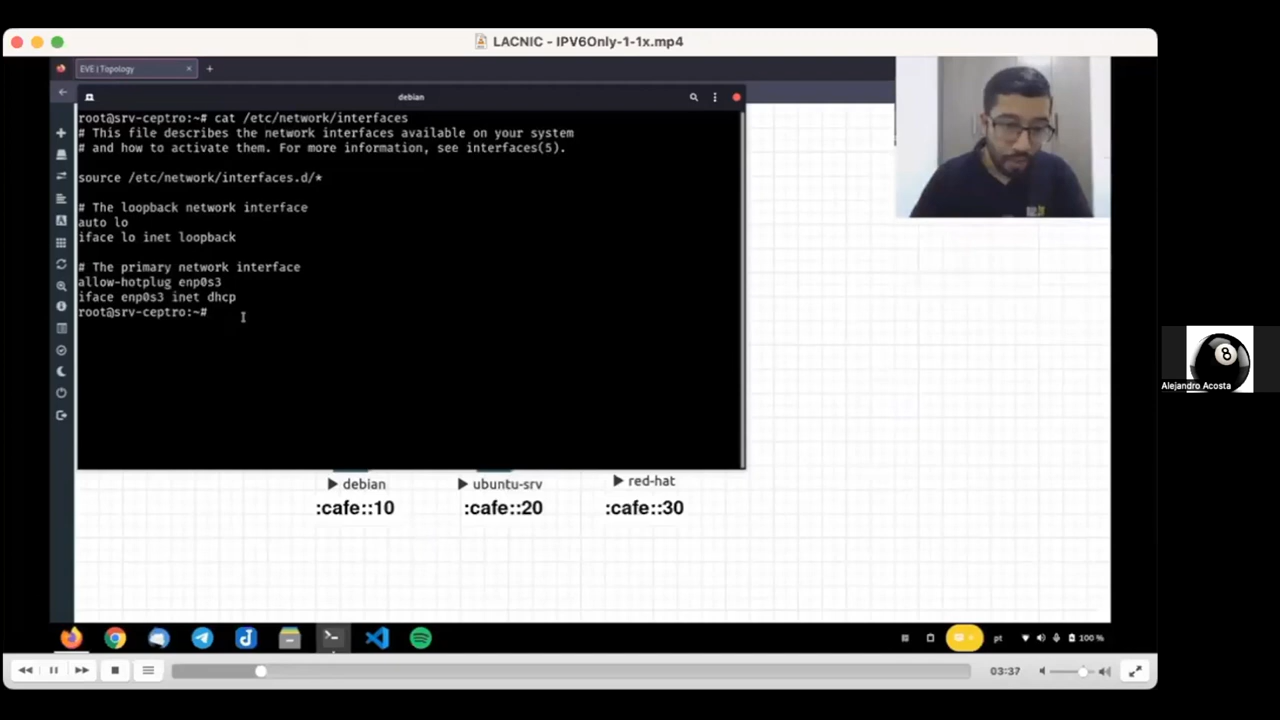 LACNIC - IPV6Only-1-1x.mp4
EVE | Topology
debian
root@srv-ceptro:~# cat /etc/network/interfaces
# This file describes the network interfaces available on your system
# and how to activate them. For more information, see interfaces(5).
source /etc/network/interfaces.d/*
# The loopback network interface
auto lo
iface lo inet loopback
# The primary network interface
allow-hotplug enp0s3
iface enp0s3 inet dhcp
root@srv-ceptro:~#
debian
ubuntu-srv
red-hat
:cafe::10
:cafe::20
:cafe::30
8
Alejandro Acosta
pt
100 %
03:37